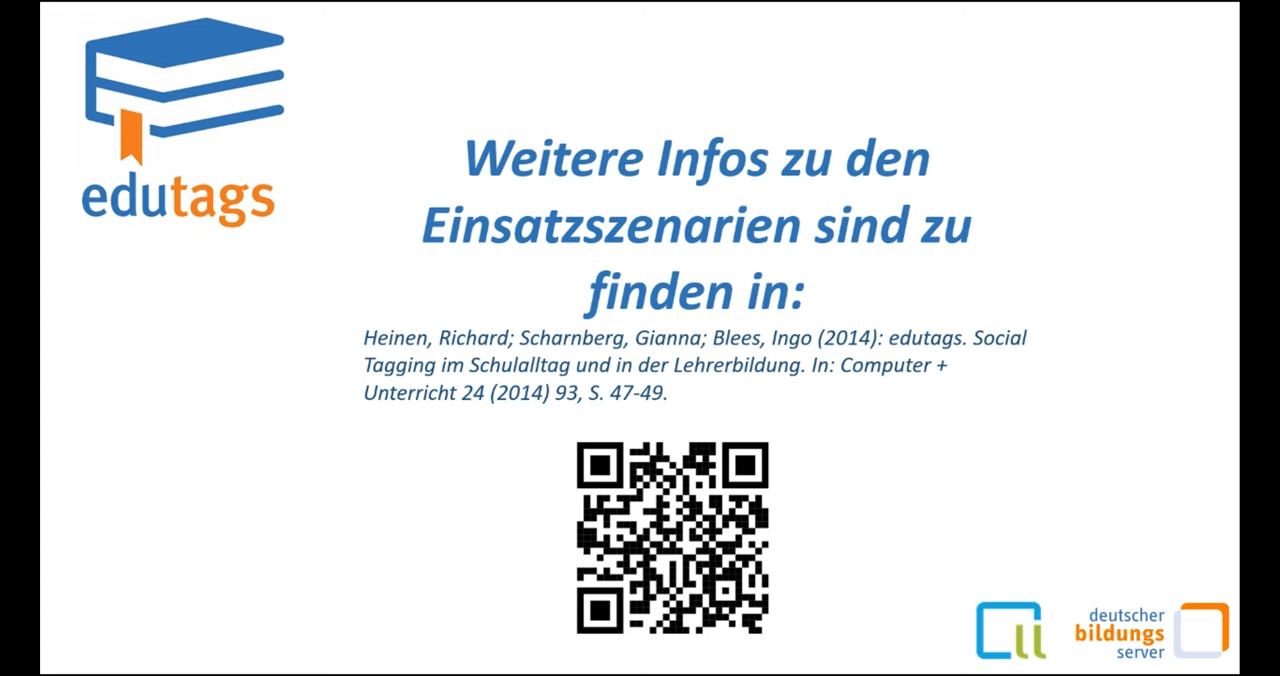 edutags
Weitere Infos zu den
Einsatzszenarien sind zu
finden in:
Heinen, Richard; Scharnberg, Gianna; Blees, Ingo (2014): edutags. Social
Tagging im Schulalltag und in der Lehrerbildung. In: Computer +
Unterricht 24 (2014) 93, S. 47-49.
deutscher
bildungs
server